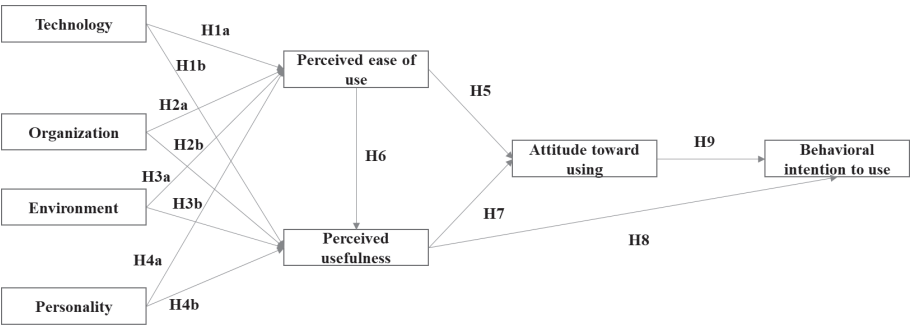 Technology
H1a
Perceived ease of
use
H1b
H5
H2a
Organization
H2b
Attitude toward
using
H9
Behavioral
intention to use
H6
H3a
Environment
H3b
H7
Perceived
usefulness
H8
H4a
Personality
H4b